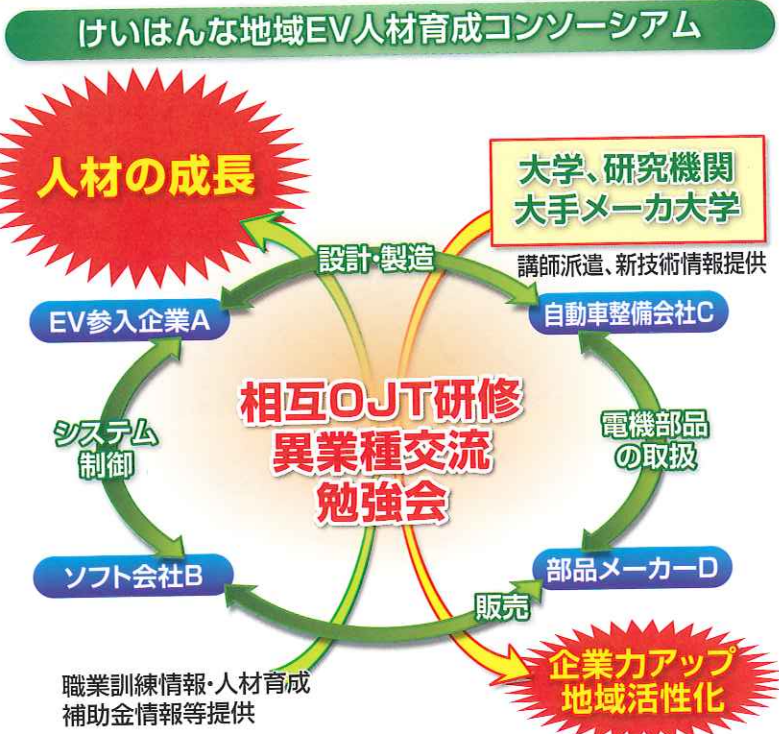 けいはんな地域EV人材育成コンソーシアム
人材の成長
大学、研究機関
大手メーカ大学
講師派遣、新技術情報提供
設計・製造
EV参入企業A
自動車整備会社C
相互OJT研修
異業種交流
勉強会
システム
制御
電機部品
の取扱
ソフト会社B
部品メーカーD
販売
職業訓練情報・人材育成
補助金情報等提供
企業力アップ
地域活性化